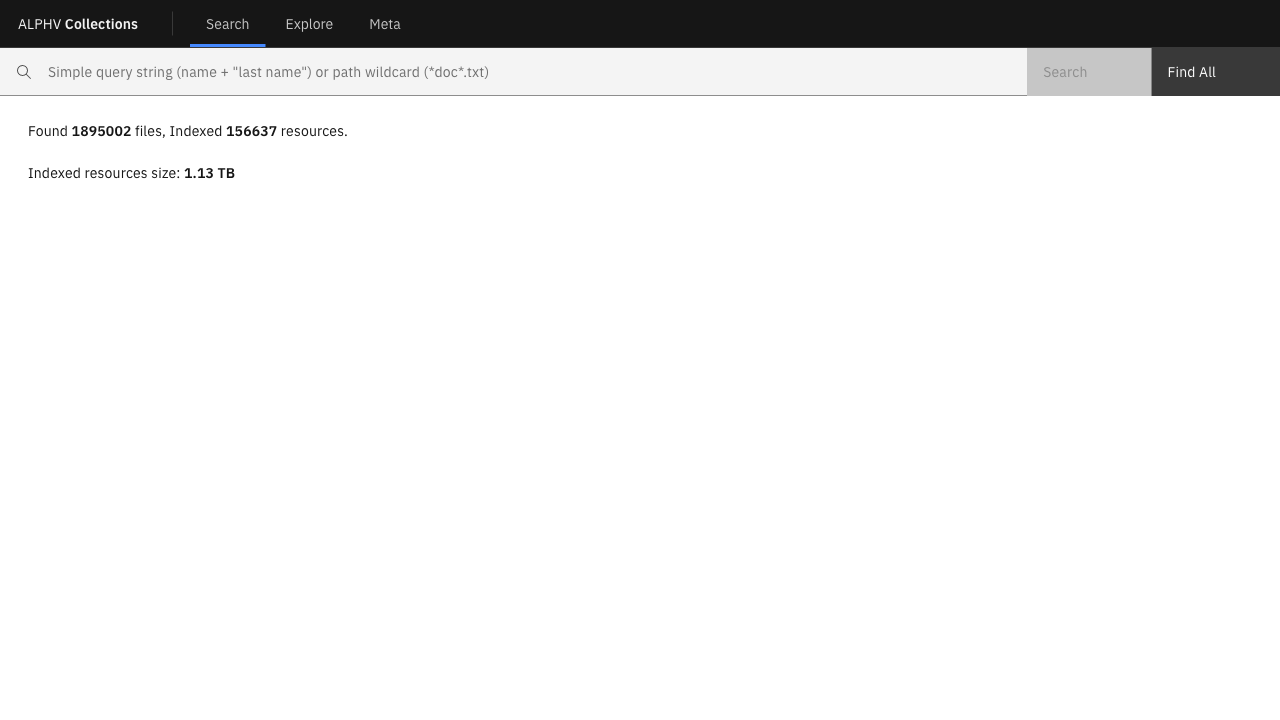 ALPHV Collections Search Explore Meta
Simple query string (name + "last name") or path wildcard (*doc*.txt) Search Find All
Found 1895002 files, Indexed 156637 resources.
Indexed resources size: 1.13 TB